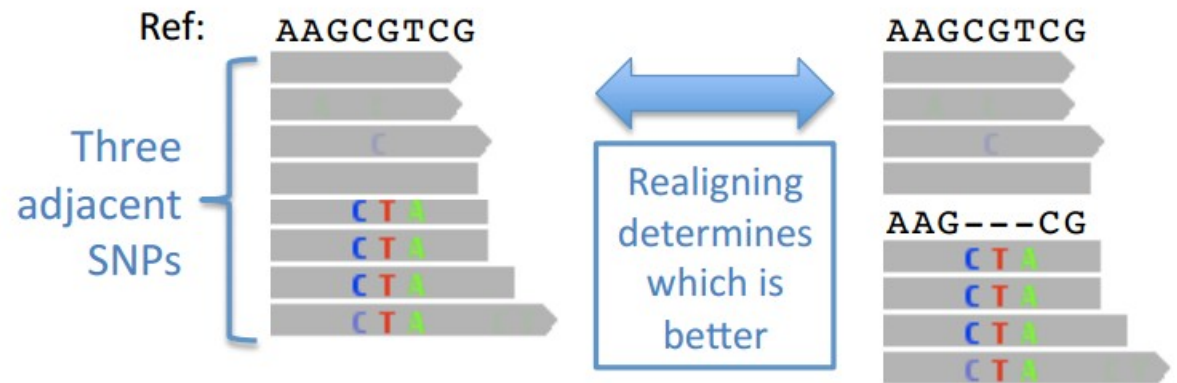 Ref: AAGCGTCG
Three
adjacent
SNPs
C
C T A
C T A
C T A
C T A
Realigning
determines
which is
better
AAGCGTCG
C
AAG---CG
C T A
C T A
C T A
C T A